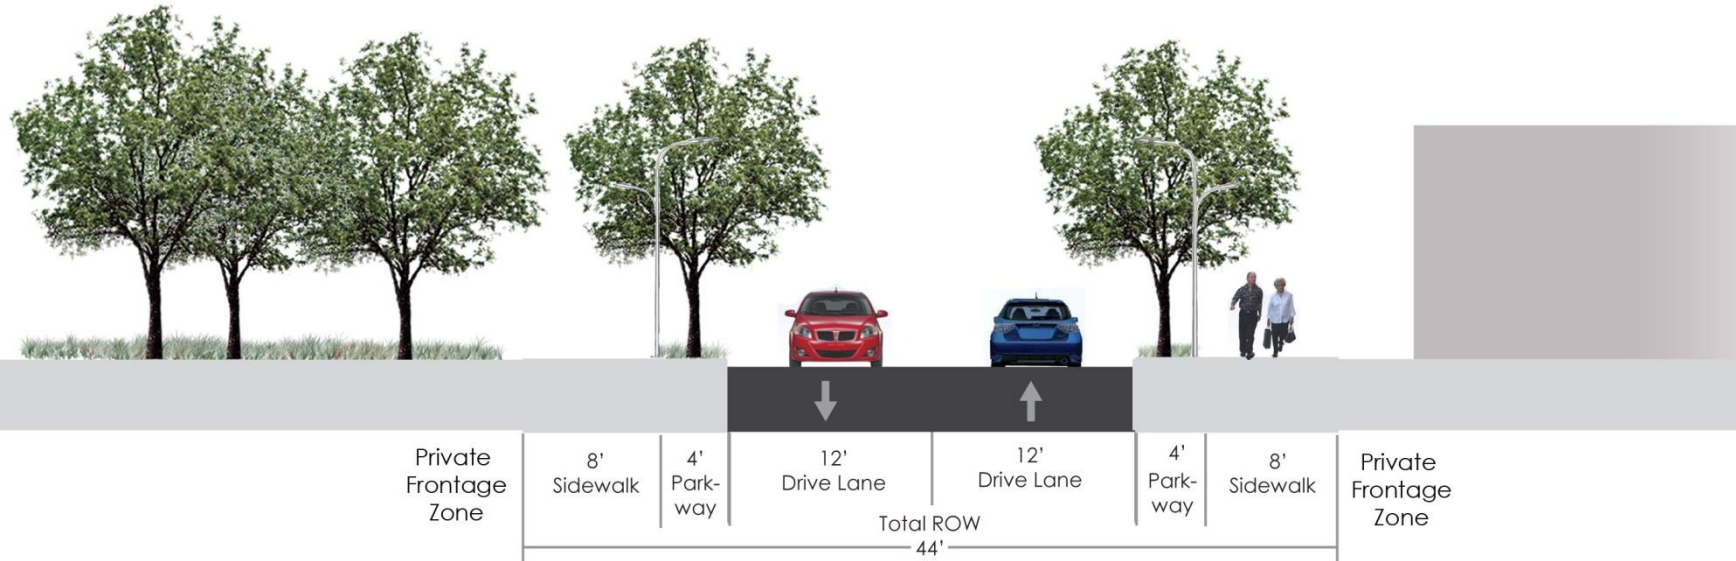 Private
Frontage
Zone
8’
Sidewalk
4’
Park-
way
12’
Drive Lane
12’
Drive Lane
4’
Park-
way
8’
Sidewalk
Private
Frontage
Zone
Total ROW
44’